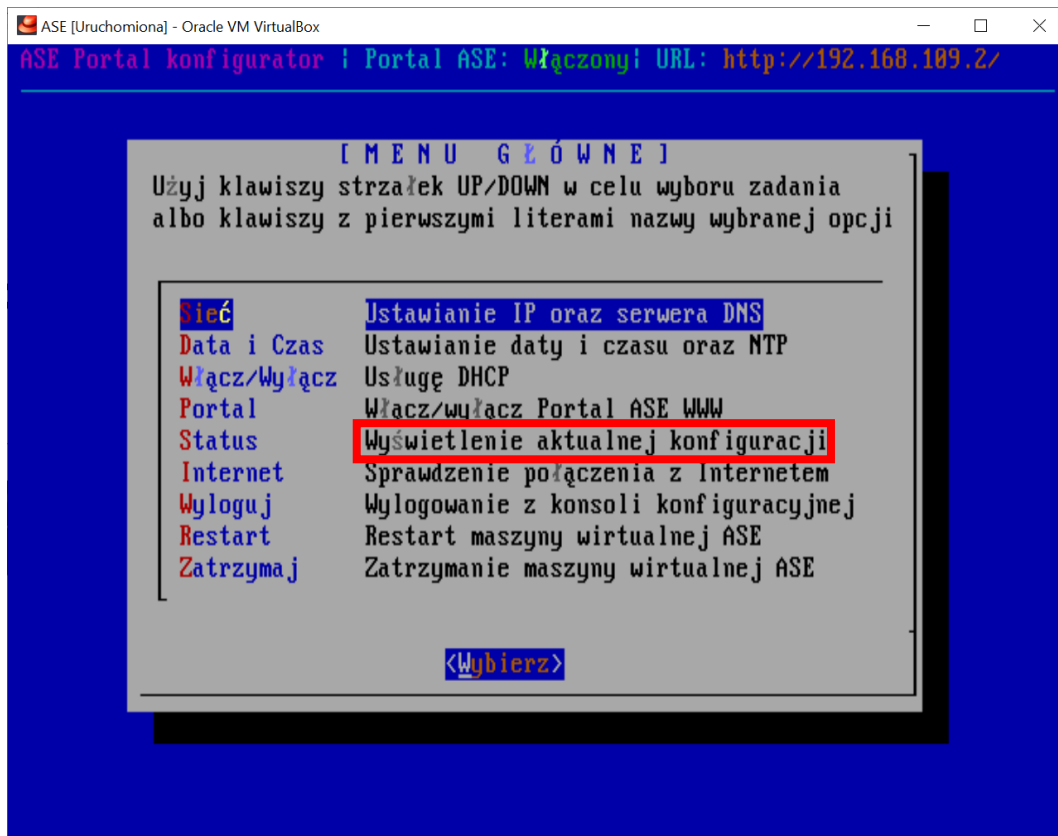 ASE [Uruchomiona] - Oracle VM VirtualBox
ASE Portal konfigurator | Portal ASE: Włączony| URL: http://192.168.109.2/
[ M E N U   G Ł Ó W N E ]
Użyj klawiszy strzałek UP/DOWN w celu wyboru zadania
albo klawiszy z pierwszymi literami nazwy wybranej opcji
Sieć Ustawianie IP oraz serwera DNS
Data i Czas Ustawianie daty i czasu oraz NTP
Włącz/Wyłącz Usługę DHCP
Portal Włacz/wyłacz Portal ASE WWW
Status Wyświetlenie aktualnej konfiguracji
Internet Sprawdzenie połączenia z Internetem
Wyloguj Wylogowanie z konsoli konfiguracyjnej
Restart Restart maszyny wirtualnej ASE
Zatrzymaj Zatrzymanie maszyny wirtualnej ASE
<Wybierz>